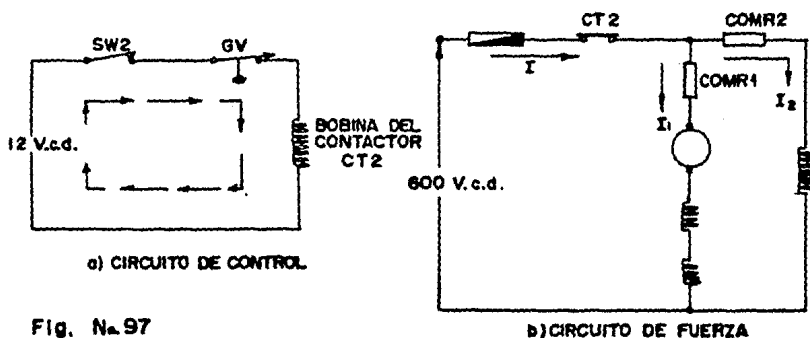 SW2
GV
12 V.c.d.
BOBINA DEL
CONTACTOR
CT2
a) CIRCUITO DE CONTROL
Fig. No.97
CT2
COMR2
I
COMR1
I1
I2
600 V.c.d.
b) CIRCUITO DE FUERZA